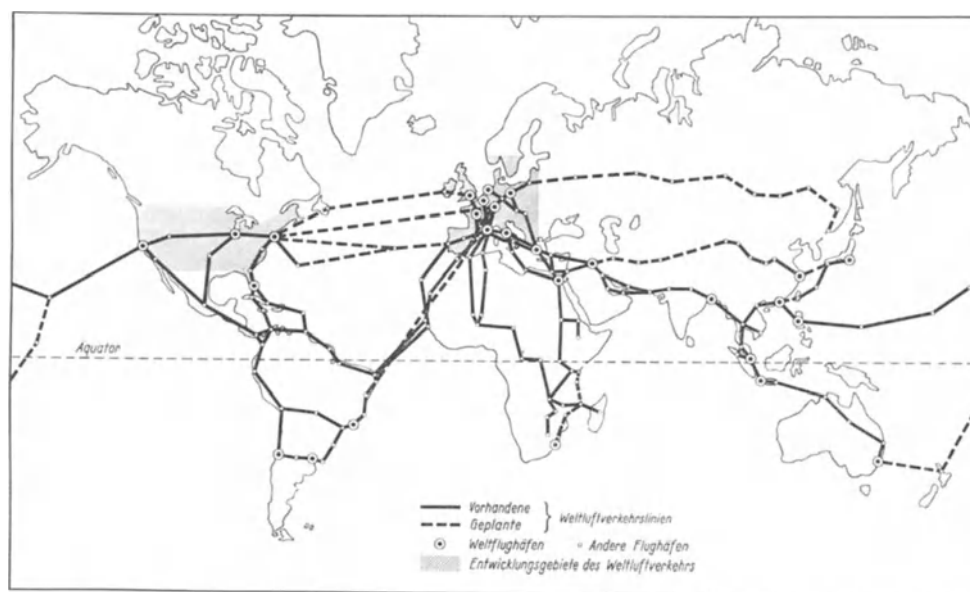 Äquator
Vorhandene
Geplante
Weltluftverkehrslinien
Weltflughäfen
Andere Flughäfen
Entwicklungsgebiete des Weltluftverkehrs